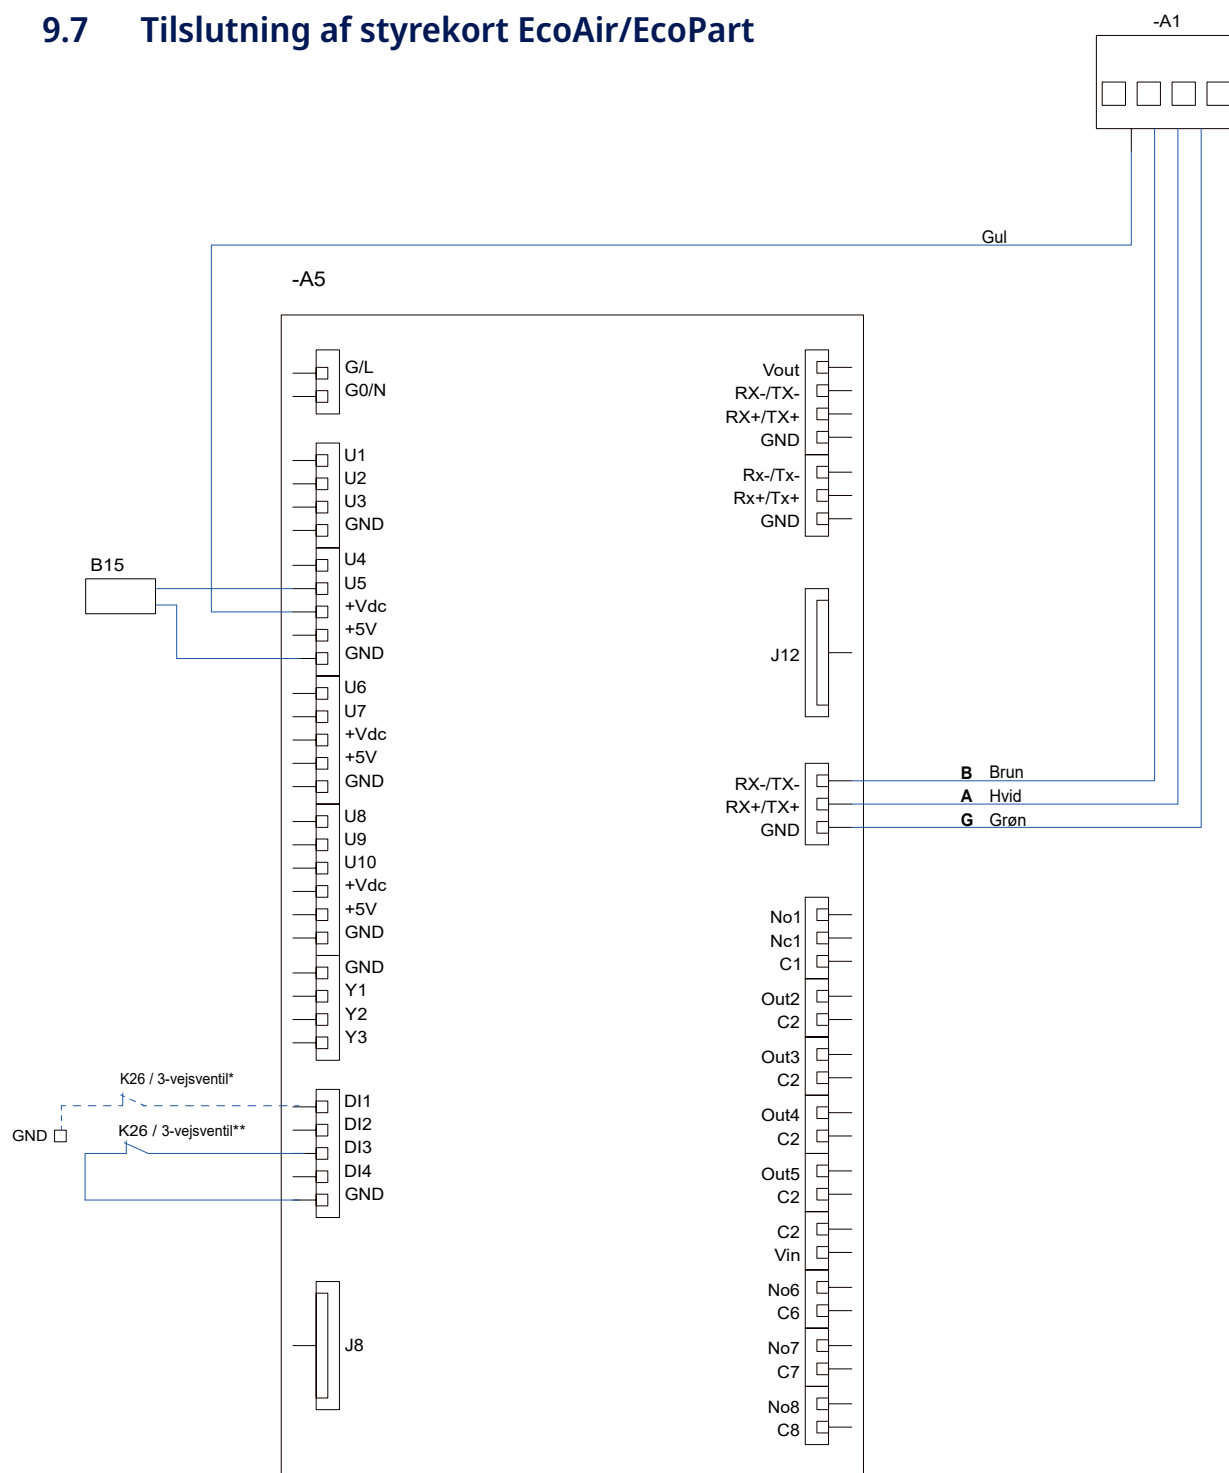 9.7 Tilslutning af styrekort EcoAir/EcoPart
-A1
Gul
-A5
G/L
G0/N
U1
U2
U3
GND
U4
U5
+Vdc
+5V
GND
U6
U7
+Vdc
+5V
GND
U8
U9
U10
+Vdc
+5V
GND
GND
Y1
Y2
Y3
B15
K26 / 3-vejsventil*
GND
K26 / 3-vejsventil**
DI1
DI2
DI3
DI4
GND
J8
Vout
RX-/TX-
RX+/TX+
GND
Rx-/Tx-
Rx+/Tx+
GND
J12
RX-/TX-
RX+/TX+
GND
B Brun
A Hvid
G Grøn
No1
Nc1
C1
Out2
C2
Out3
C2
Out4
C2
Out5
C2
C2
Vin
No6
C6
No7
C7
No8
C8